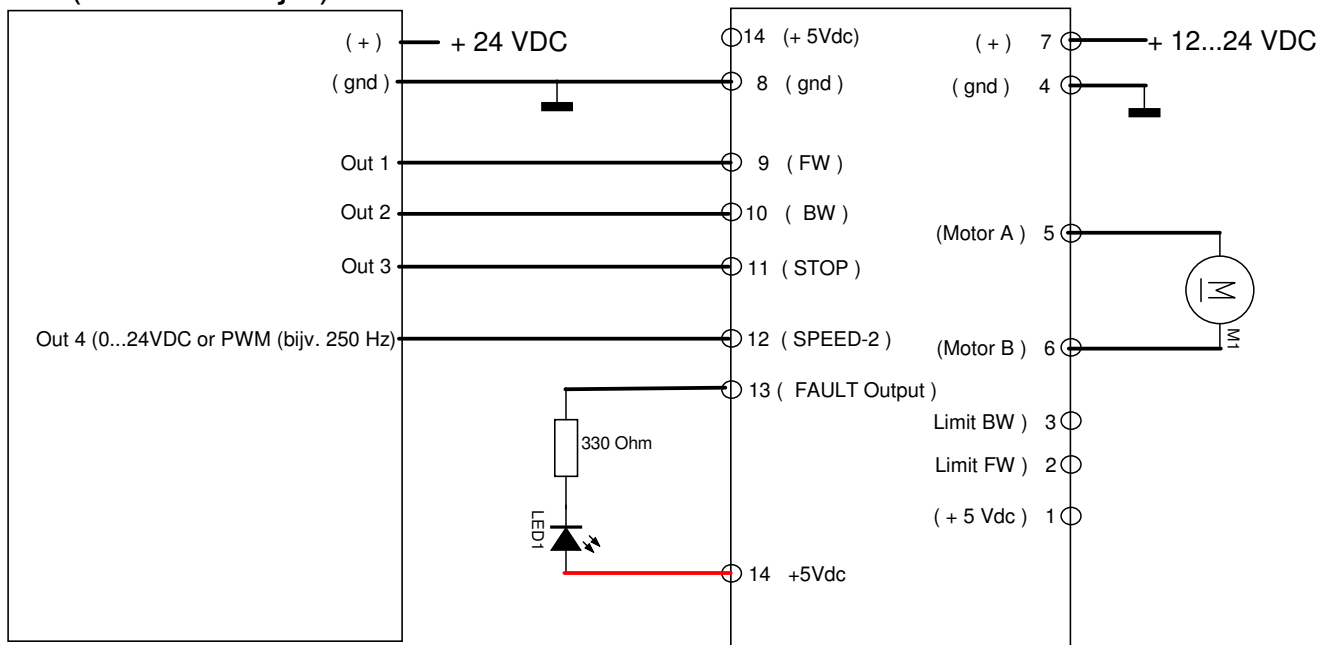 ( + )
+ 24 VDC
( gnd )
Out 1
Out 2
Out 3
Out 4 (0...24VDC or PWM (bijv. 250 Hz)
14 (+ 5Vdc)
8 ( gnd )
9 ( FW )
10 ( BW )
11 ( STOP )
12 ( SPEED-2 )
13 ( FAULT Output )
330 Ohm
LED1
14 +5Vdc
( + ) 7
+ 12...24 VDC
( gnd ) 4
(Motor A ) 5
M
M1
(Motor B ) 6
Limit BW ) 3
Limit FW ) 2
( + 5 Vdc ) 1